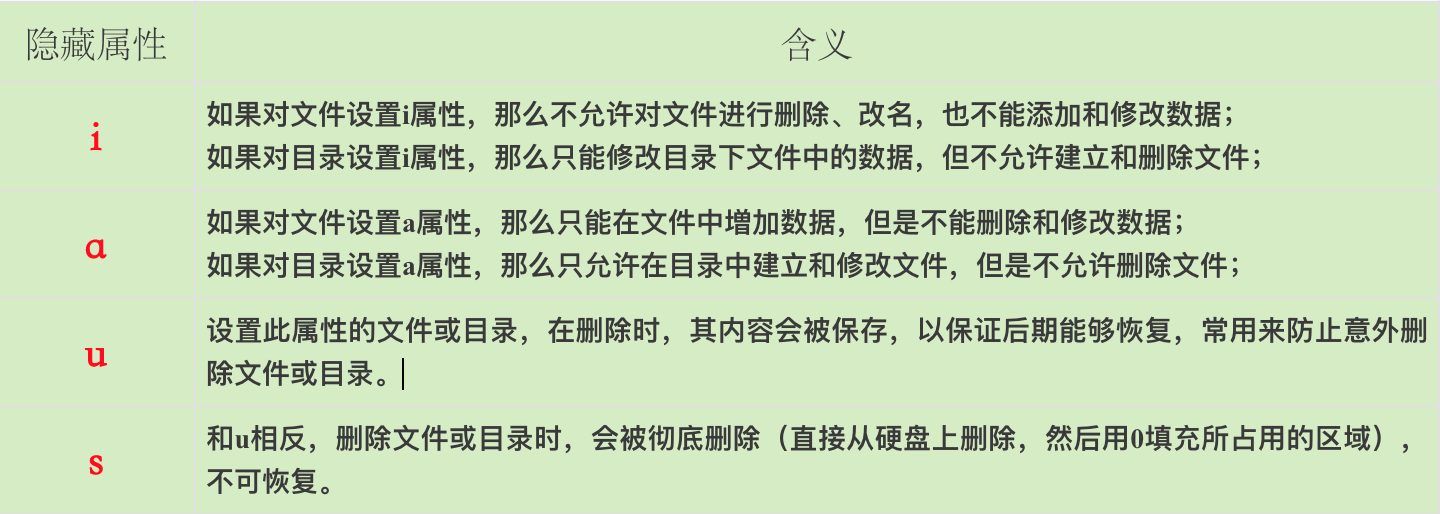 隐藏属性 含义
i
如果对文件设置i属性，那么不允许对文件进行删除、改名，也不能添加和修改数据；
如果对目录设置i属性，那么只能修改目录下文件中的数据，但不允许建立和删除文件；
a
如果对文件设置a属性，那么只能在文件中增加数据，但是不能删除和修改数据；
如果对目录设置a属性，那么只允许在目录中建立和修改文件，但是不允许删除文件；
u
设置此属性的文件或目录，在删除时，其内容会被保存，以保证后期能够恢复，常用来防止意外删
除文件或目录。
s
和u相反，删除文件或目录时，会被彻底删除（直接从硬盘上删除，然后用0填充所占用的区域），
不可恢复。